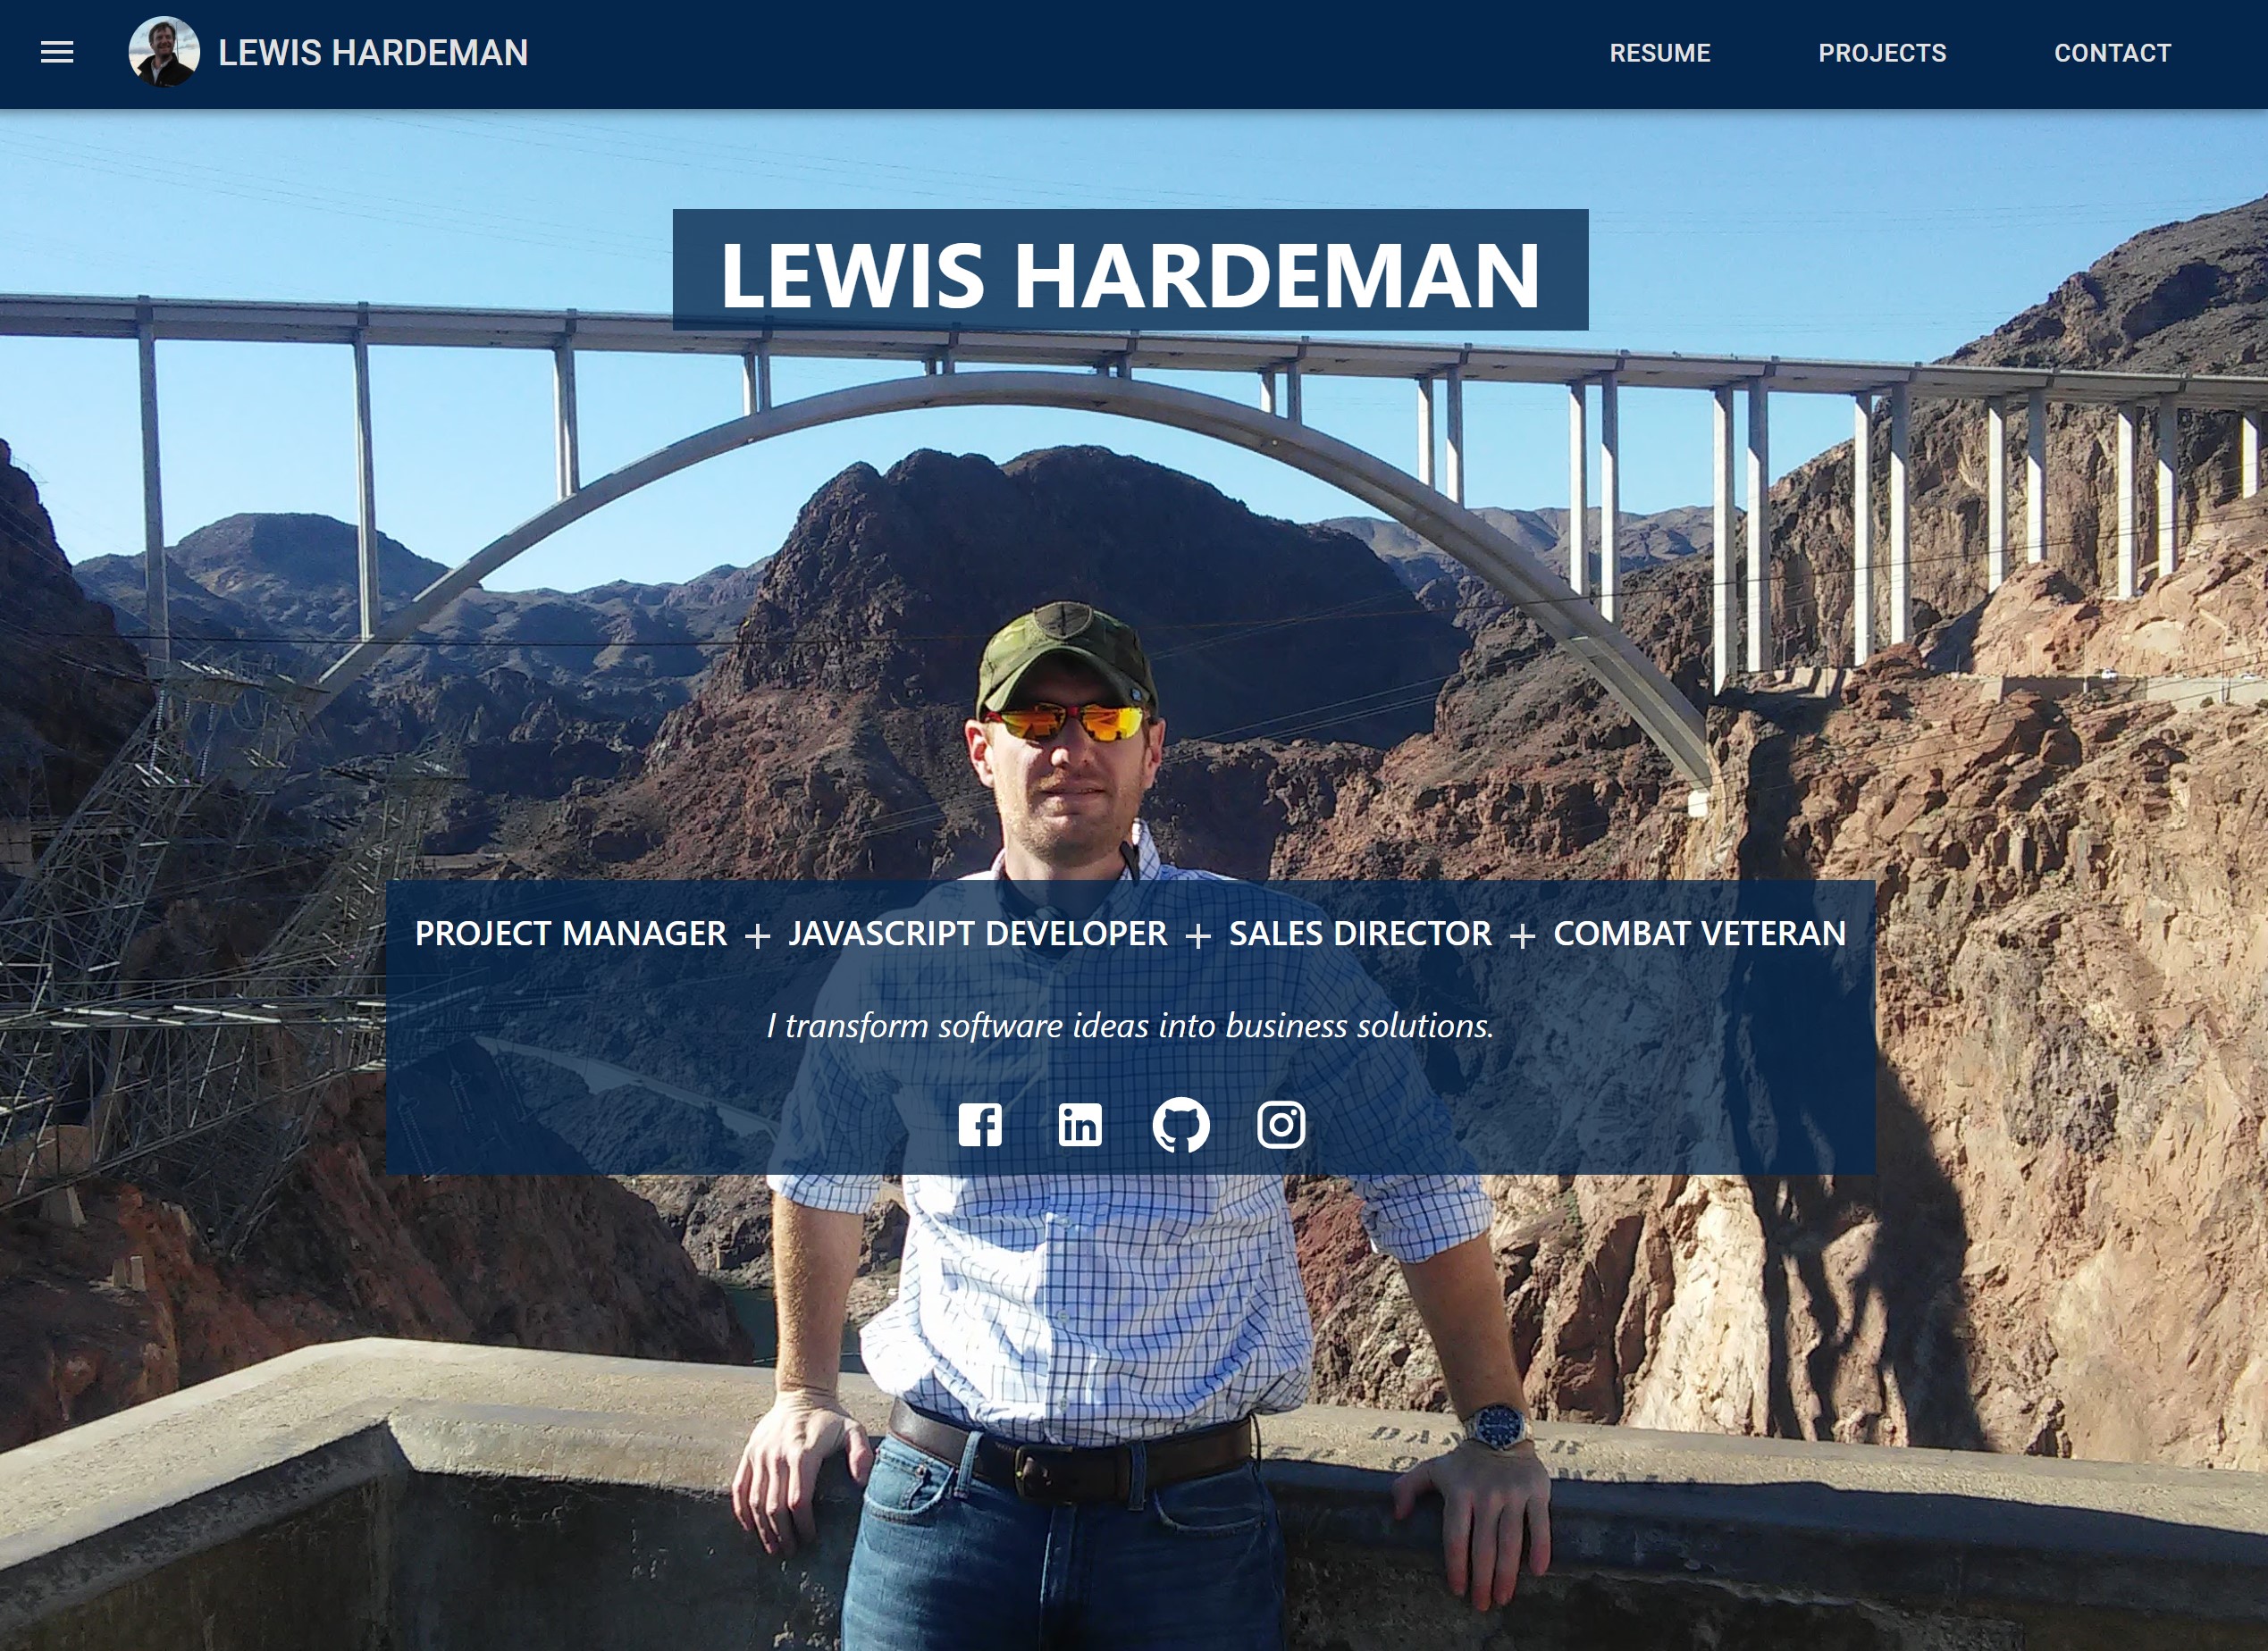 LEWIS HARDEMAN
RESUME
PROJECTS
CONTACT
LEWIS HARDEMAN
PROJECT MANAGER + JAVASCRIPT DEVELOPER + SALES DIRECTOR + COMBAT VETERAN
I transform software ideas into business solutions.
in